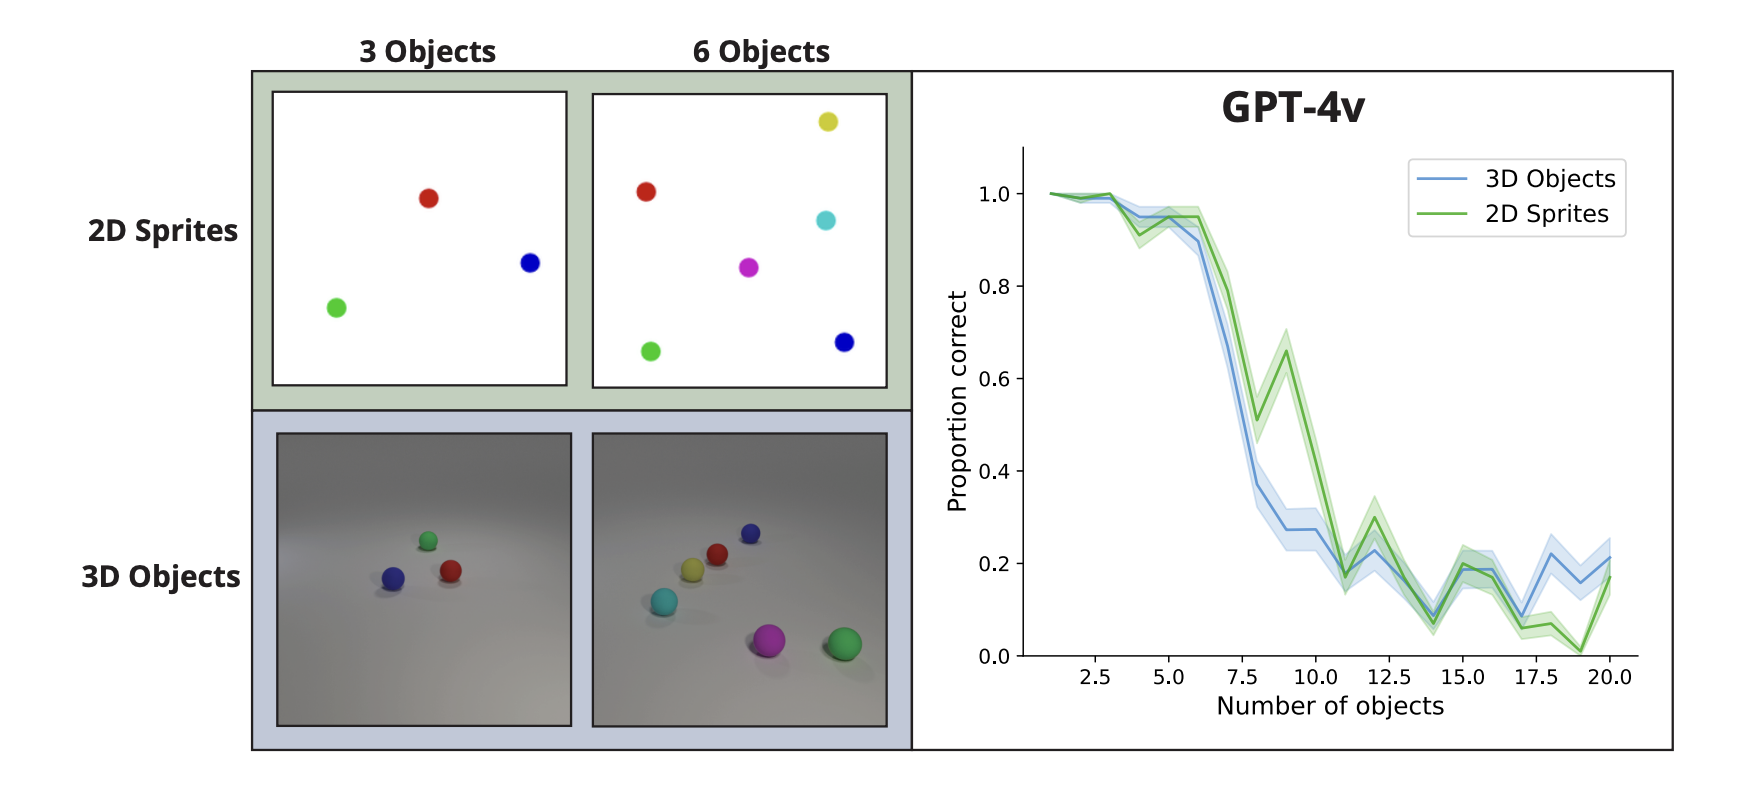 3 Objects
6 Objects
2D Sprites
3D Objects
GPT-4v
3D Objects
2D Sprites
Proportion correct
1.0
0.8
0.6
0.4
0.2
0.0
2.5 5.0 7.5 10.0 12.5 15.0 17.5 20.0
Number of objects